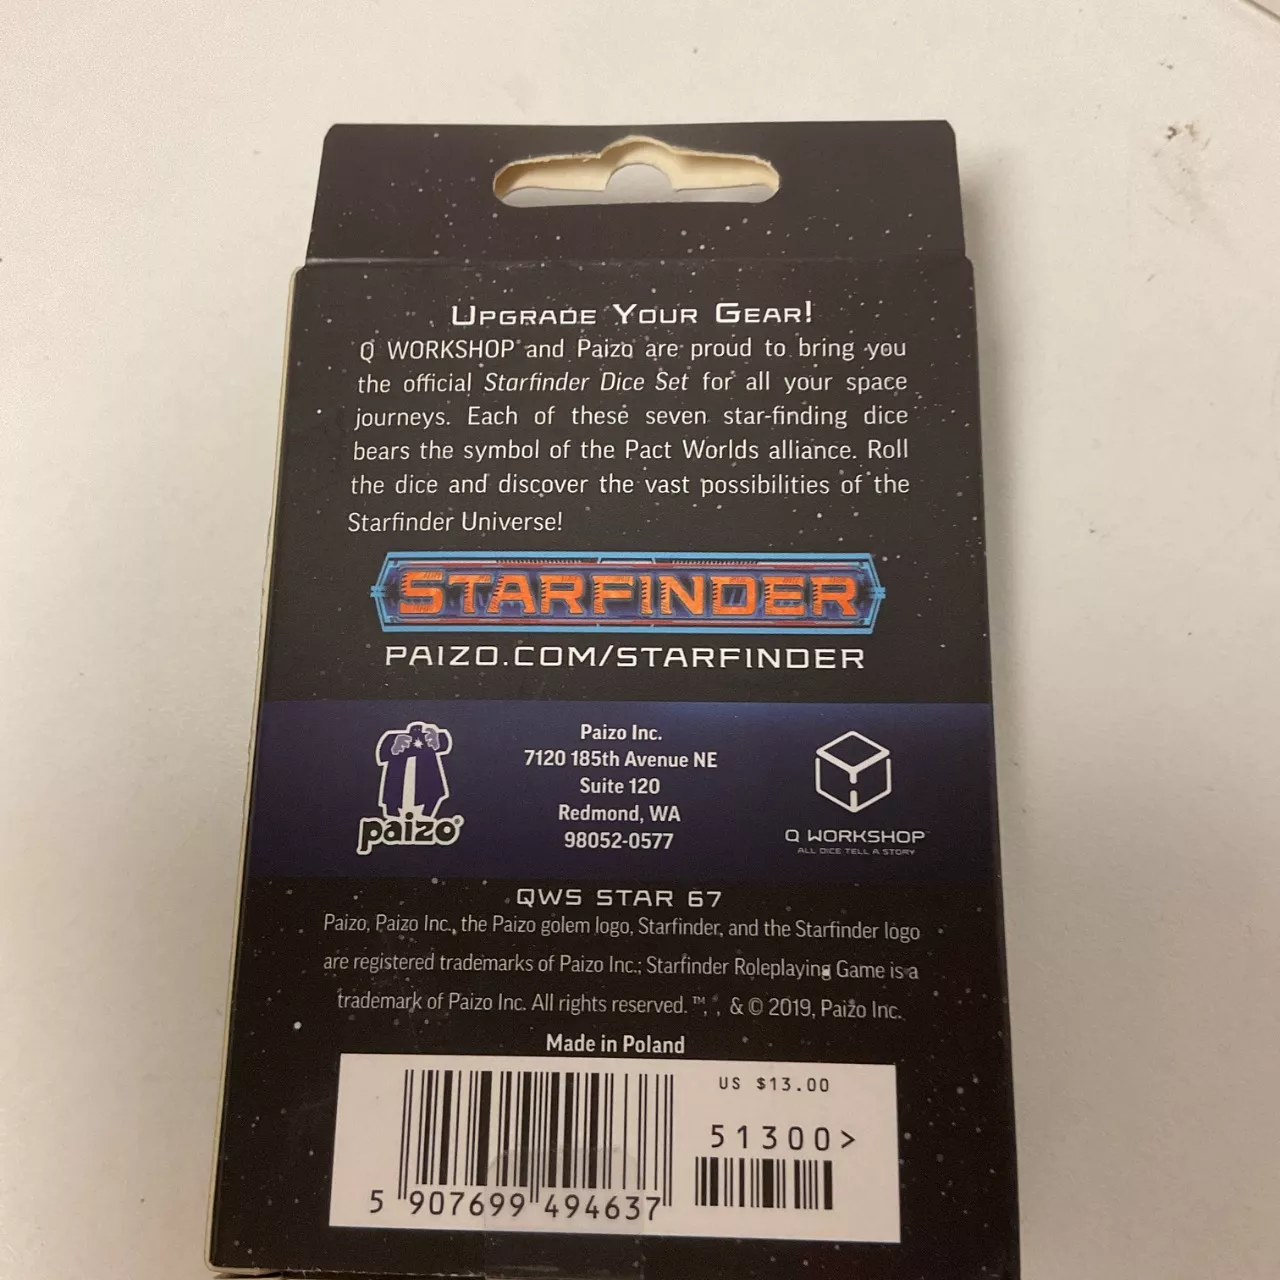 Upgrade Your Gear!
Q WORKSHOP and Paizo are proud to bring you
the official Starfinder Dice Set for all your space
journeys. Each of these seven star-finding dice
bears the symbol of the Pact Worlds alliance. Roll
the dice and discover the vast possibilities of the
Starfinder Universe!
STARFINDER
PAIZO.COM/STARFINDER
paizo®
Paizo Inc.
7120 185th Avenue NE
Suite 120
Redmond, WA
98052-0577
Q WORKSHOP™
ALL DICE TELL A STORY
QWS STAR 67
Paizo, Paizo Inc., the Paizo golem logo, Starfinder, and the Starfinder logo
are registered trademarks of Paizo Inc.; Starfinder Roleplaying Game is a
trademark of Paizo Inc. All rights reserved. ™, & © 2019, Paizo Inc.
Made in Poland
US $13.00
51300>
5 907699 494637